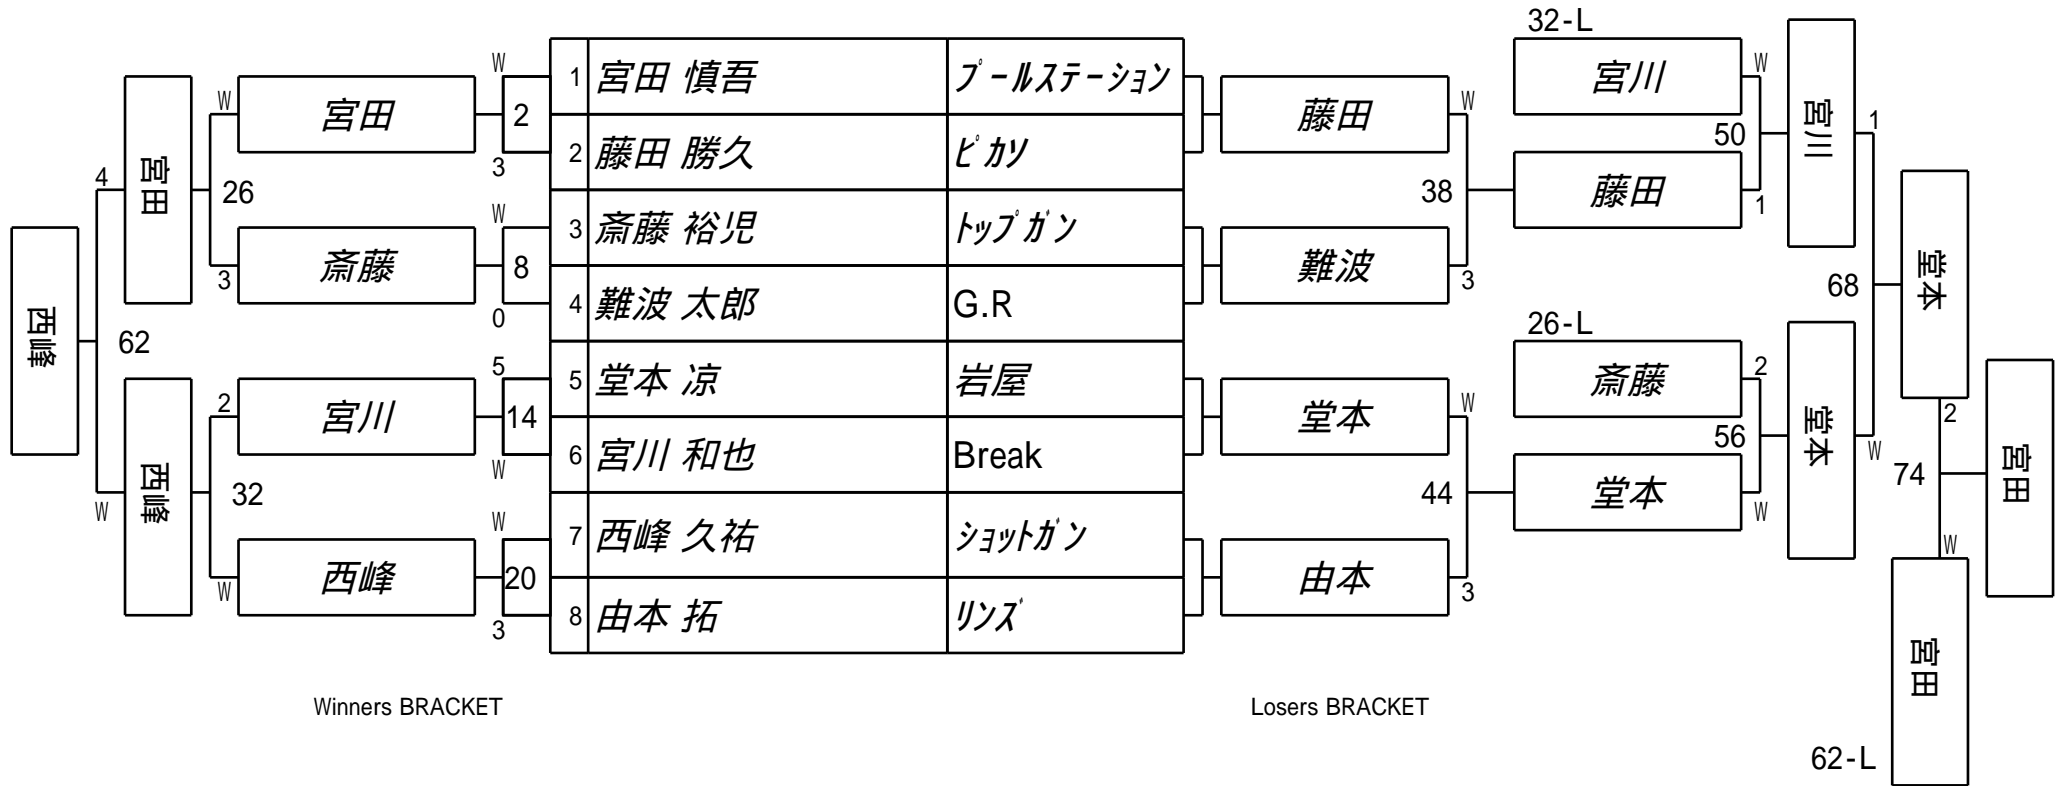 32-L
W
1 宮田 慎吾 プールステーション
宮川
W
W
宮田
2
藤田
W
宮川
1
50
2 藤田 勝久 ピカソ
3
4
宮田
26
38
藤田
1
W
3 斎藤 裕児 トップガン
斎藤
3
8
難波
3
堂本
68
4 難波 太郎 G.R
0
26-L
西峰
62
5
5 堂本 凉 岩屋
斎藤
2
2
宮川
14
堂本
W
堂本
2
56
6 宮川 和也 Break
W
W
宮田
74
西峰
32
44
堂本
W
W
W
7 西峰 久祐 ショットガン
W
西峰
W
20
由本
3
8 由本 拓 リンズ
3
宮田
Winners BRACKET
Losers BRACKET
62-L